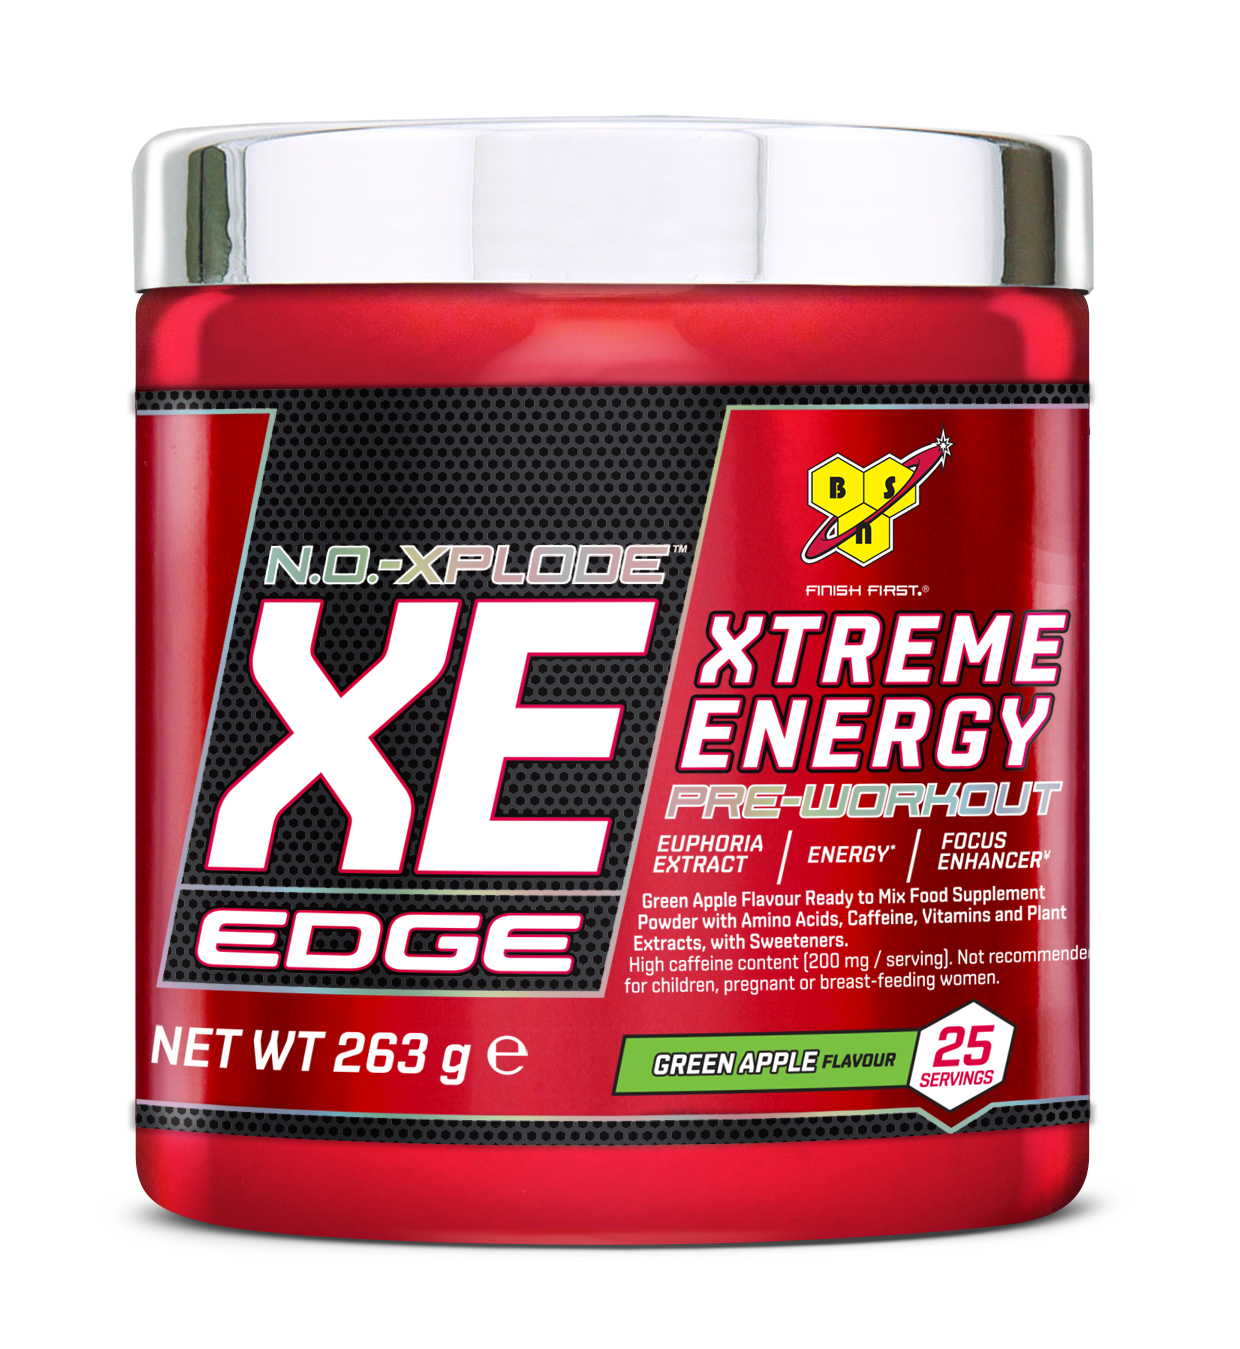 N.O.-XPLODE™
XE
EDGE
NET WT 263 g ℮
B S
N
FINISH FIRST.®
XTREME
ENERGY
PRE-WORKOUT
EUPHORIA
EXTRACT
ENERGY*
FOCUS
ENHANCER¥
Green Apple Flavour Ready to Mix Food Supplement
Powder with Amino Acids, Caffeine, Vitamins and Plant
Extracts, with Sweeteners.
High caffeine content (200 mg / serving). Not recommende
for children, pregnant or breast-feeding women.
GREEN APPLE FLAVOUR
25
SERVINGS